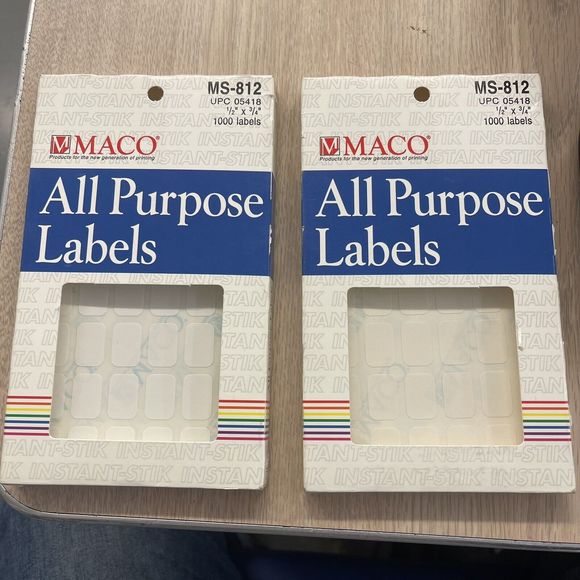 MS-812
UPC 05418
1/2" x 3/4"
1000 labels
MACO®
Products for the new generation of printing
All Purpose
Labels
INSTANT-STIK
MS-812
UPC 05418
1/2" x 3/4"
1000 labels
MACO®
Products for the new generation of printing
All Purpose
Labels
INSTANT-STIK